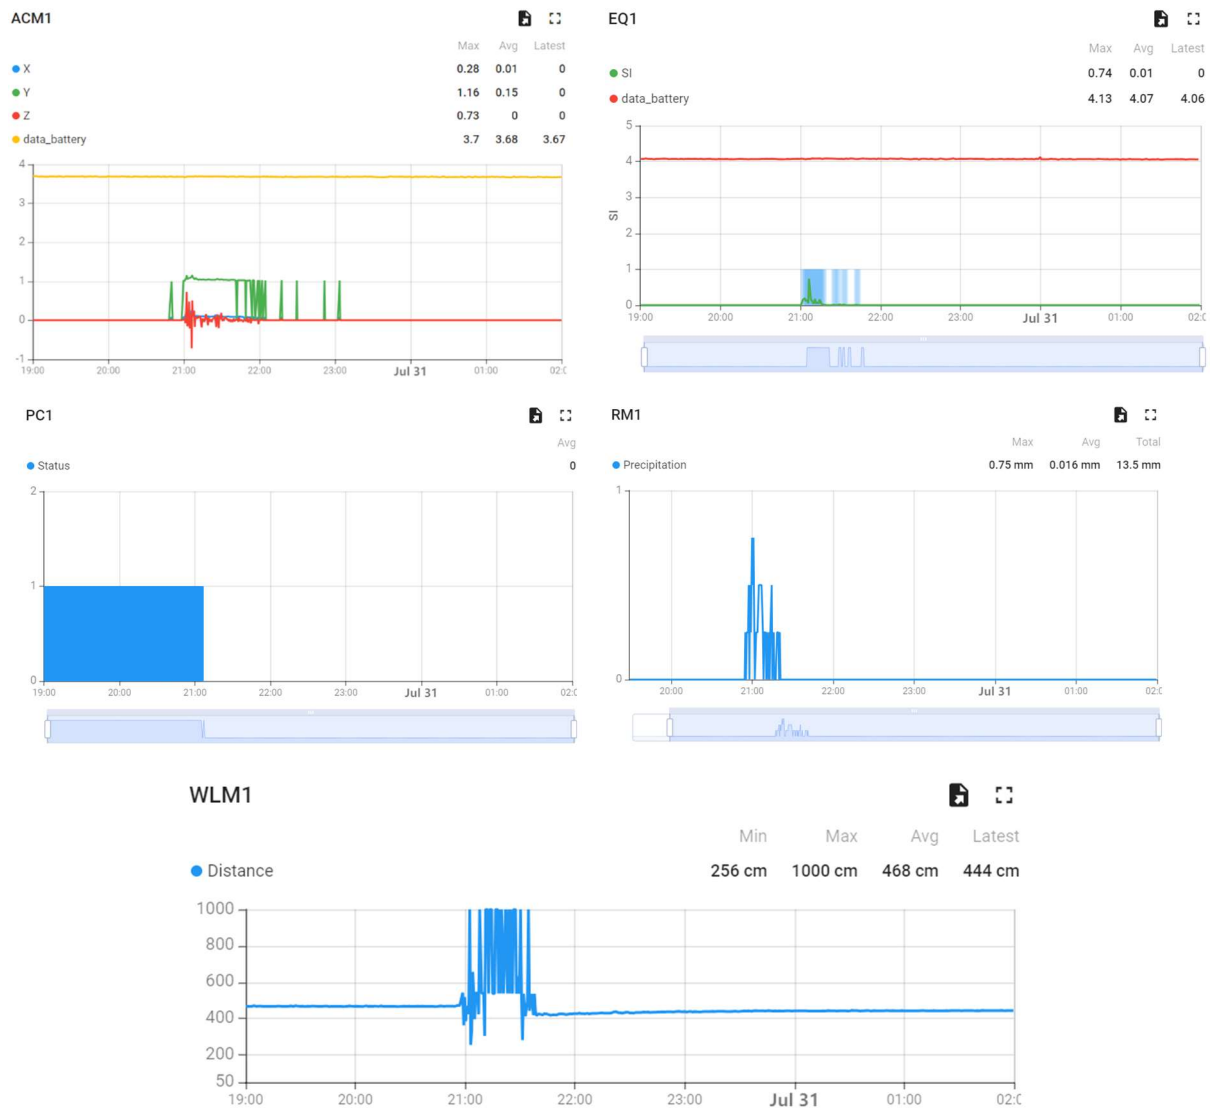 ACM1
Max Avg Latest
X 0.28 0.01 0
Y 1.16 0.15 0
Z 0.73 0 0
data_battery 3.7 3.68 3.67
4
3
2
1
0
-1
19:00 20:00 21:00 22:00 23:00 Jul 31 01:00 02:0
EQ1
Max Avg Latest
SI 0.74 0.01 0
data_battery 4.13 4.07 4.06
SI
5
4
3
2
1
0
19:00 20:00 21:00 22:00 23:00 Jul 31 01:00 02:0
PC1
Avg
Status 0
2
1
0
19:00 20:00 21:00 22:00 23:00 Jul 31 01:00 02:0
RM1
Max Avg Total
Precipitation 0.75 mm 0.016 mm 13.5 mm
1
0
20:00 21:00 22:00 23:00 Jul 31 01:00 02:0
WLM1
Min Max Avg Latest
Distance 256 cm 1000 cm 468 cm 444 cm
1000
800
600
400
200
50
19:00 20:00 21:00 22:00 23:00 Jul 31 01:00 02:0